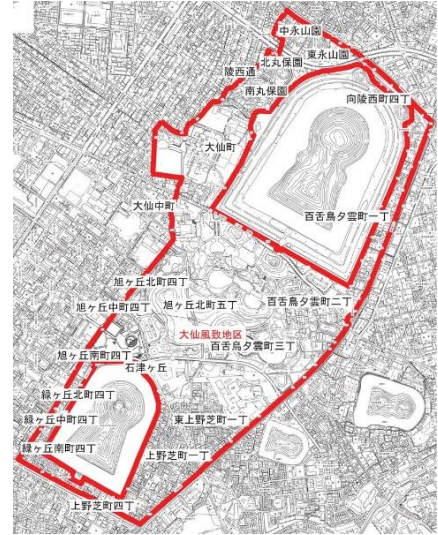 中永山園
東永山園
北丸保園
陵西通
南丸保園
向陵西町四丁
大仙町
大仙中町
百舌鳥夕雲町一丁
旭ヶ丘北町四丁
旭ヶ丘中町四丁
旭ヶ丘北町五丁
百舌鳥夕雲町二丁
大仙風致地区
百舌鳥夕雲町三丁
旭ヶ丘南町四丁
石津ヶ丘
緑ヶ丘北町四丁
緑ヶ丘中町四丁
東上野芝町一丁
緑ヶ丘南町四丁
上野芝町一丁
上野芝町四丁